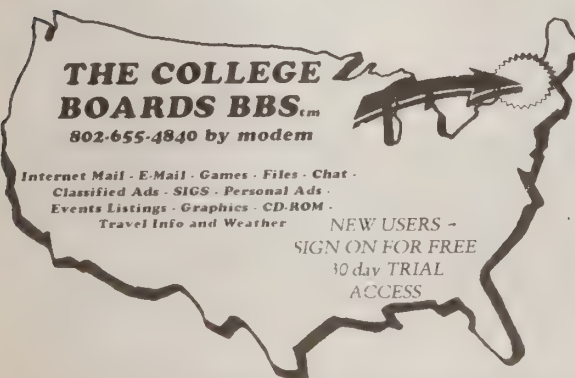 THE COLLEGE
BOARDS BBS tm
802-655-4840 by modem
Internet Mail - E-Mail - Games - Files - Chat -
Classified Ads - SIGS - Personal Ads -
Events Listings - Graphics - CD-ROM -
Travel Info and Weather
NEW USERS -
SIGN ON FOR FREE
30 day TRIAL
ACCESS